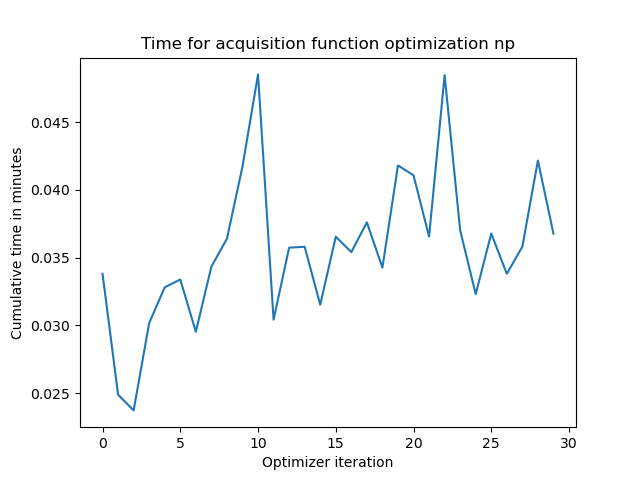 Time for acquisition function optimization np
Cumulative time in minutes
0.045
0.040
0.035
0.030
0.025
0 5 10 15 20 25 30
Optimizer iteration